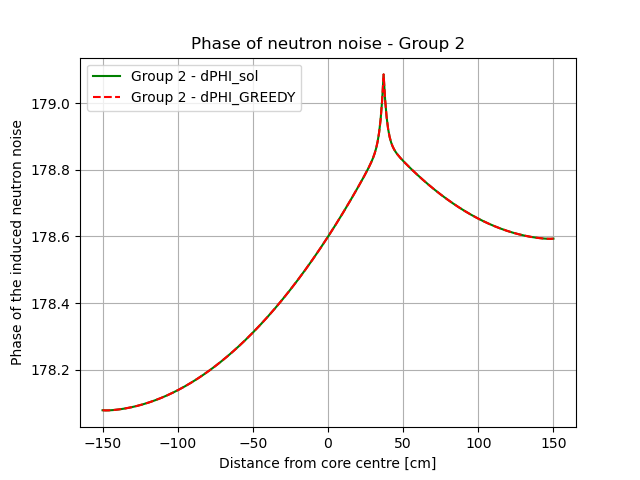 Phase of neutron noise - Group 2
Group 2 - dPHI_sol
Group 2 - dPHI_GREEDY
Phase of the induced neutron noise
179.0
178.8
178.6
178.4
178.2
−150
−100
−50
0
50
100
150
Distance from core centre [cm]